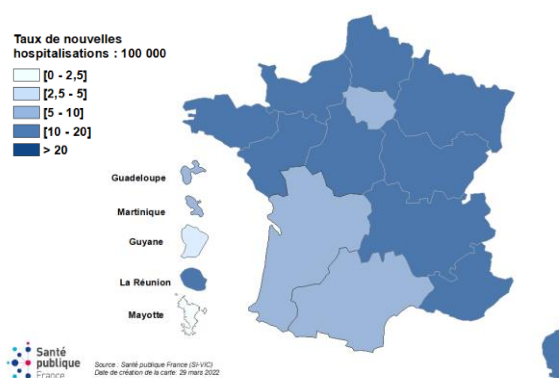 Taux de nouvelles
hospitalisations : 100 000
[0 - 2,5]
[2,5 - 5]
[5 - 10]
[10 - 20]
> 20
Guadeloupe
Martinique
Guyane
La Réunion
Mayotte
Santé
publique
France
Source : Santé publique France (SI-VIC)
Date de création de la carte: 29 mars 2022